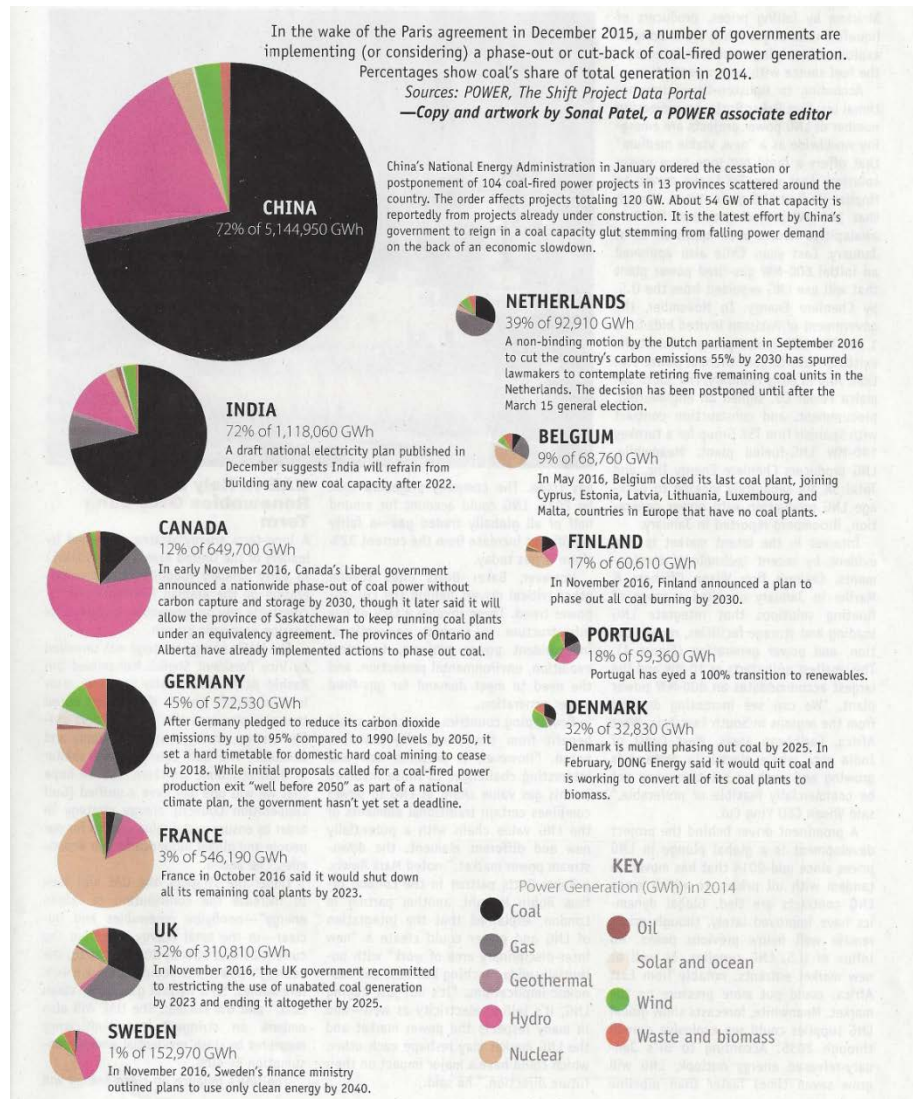 In the wake of the Paris agreement in December 2015, a number of governments are
implementing (or considering) a phase-out or cut-back of coal-fired power generation.
Percentages show coal's share of total generation in 2014.
Sources: POWER, The Shift Project Data Portal
—Copy and artwork by Sonal Patel, a POWER associate editor
CHINA
72% of 5,144,950 GWh
China's National Energy Administration in January ordered the cessation or
postponement of 104 coal-fired power projects in 13 provinces scattered around the
country. The order affects projects totaling 120 GW. About 54 GW of that capacity is
reportedly from projects already under construction. It is the latest effort by China's
government to reign in a coal capacity glut stemming from falling power demand
on the back of an economic slowdown.
NETHERLANDS
39% of 92,910 GWh
A non-binding motion by the Dutch parliament in September 2016
to cut the country's carbon emissions 55% by 2030 has spurred
lawmakers to contemplate retiring five remaining coal units in the
Netherlands. The decision has been postponed until after the
March 15 general election.
INDIA
72% of 1,118,060 GWh
A draft national electricity plan published in
December suggests India will refrain from
building any new coal capacity after 2022.
BELGIUM
9% of 68,760 GWh
In May 2016, Belgium closed its last coal plant, joining
Cyprus, Estonia, Latvia, Lithuania, Luxembourg, and
Malta, countries in Europe that have no coal plants.
CANADA
12% of 649,700 GWh
In early November 2016, Canada's Liberal government
announced a nationwide phase-out of coal power without
carbon capture and storage by 2030, though it later said it will
allow the province of Saskatchewan to keep running coal plants
under an equivalency agreement. The provinces of Ontario and
Alberta have already implemented actions to phase out coal.
FINLAND
17% of 60,610 GWh
In November 2016, Finland announced a plan to
phase out all coal burning by 2030.
PORTUGAL
18% of 59,360 GWh
Portugal has eyed a 100% transition to renewables.
GERMANY
45% of 572,530 GWh
After Germany pledged to reduce its carbon dioxide
emissions by up to 95% compared to 1990 levels by 2050, it
set a hard timetable for domestic hard coal mining to cease
by 2018. While initial proposals called for a coal-fired power
production exit "well before 2050" as part of a national
climate plan, the government hasn't yet set a deadline.
DENMARK
32% of 32,830 GWh
Denmark is mulling phasing out coal by 2025. In
February, DONG Energy said it would quit coal and
is working to convert all of its coal plants to
biomass.
FRANCE
3% of 546,190 GWh
France in October 2016 said it would shut down
all its remaining coal plants by 2023.
UK
32% of 310,810 GWh
In November 2016, the UK government recommitted
to restricting the use of unabated coal generation
by 2023 and ending it altogether by 2025.
SWEDEN
1% of 152,970 GWh
In November 2016, Sweden's finance ministry
outlined plans to use only clean energy by 2040.
KEY
Power Generation (GWh) in 2014
Coal
Gas
Geothermal
Hydro
Nuclear
Oil
Solar and ocean
Wind
Waste and biomass